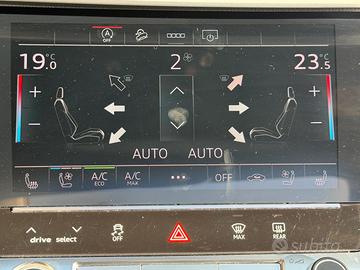 A
OFF
19.0 °C
2
23.5 °C
+ +
- -
AUTO AUTO
A/C ECO A/C MAX ... OFF
drive select OFF MAX REAR
subito